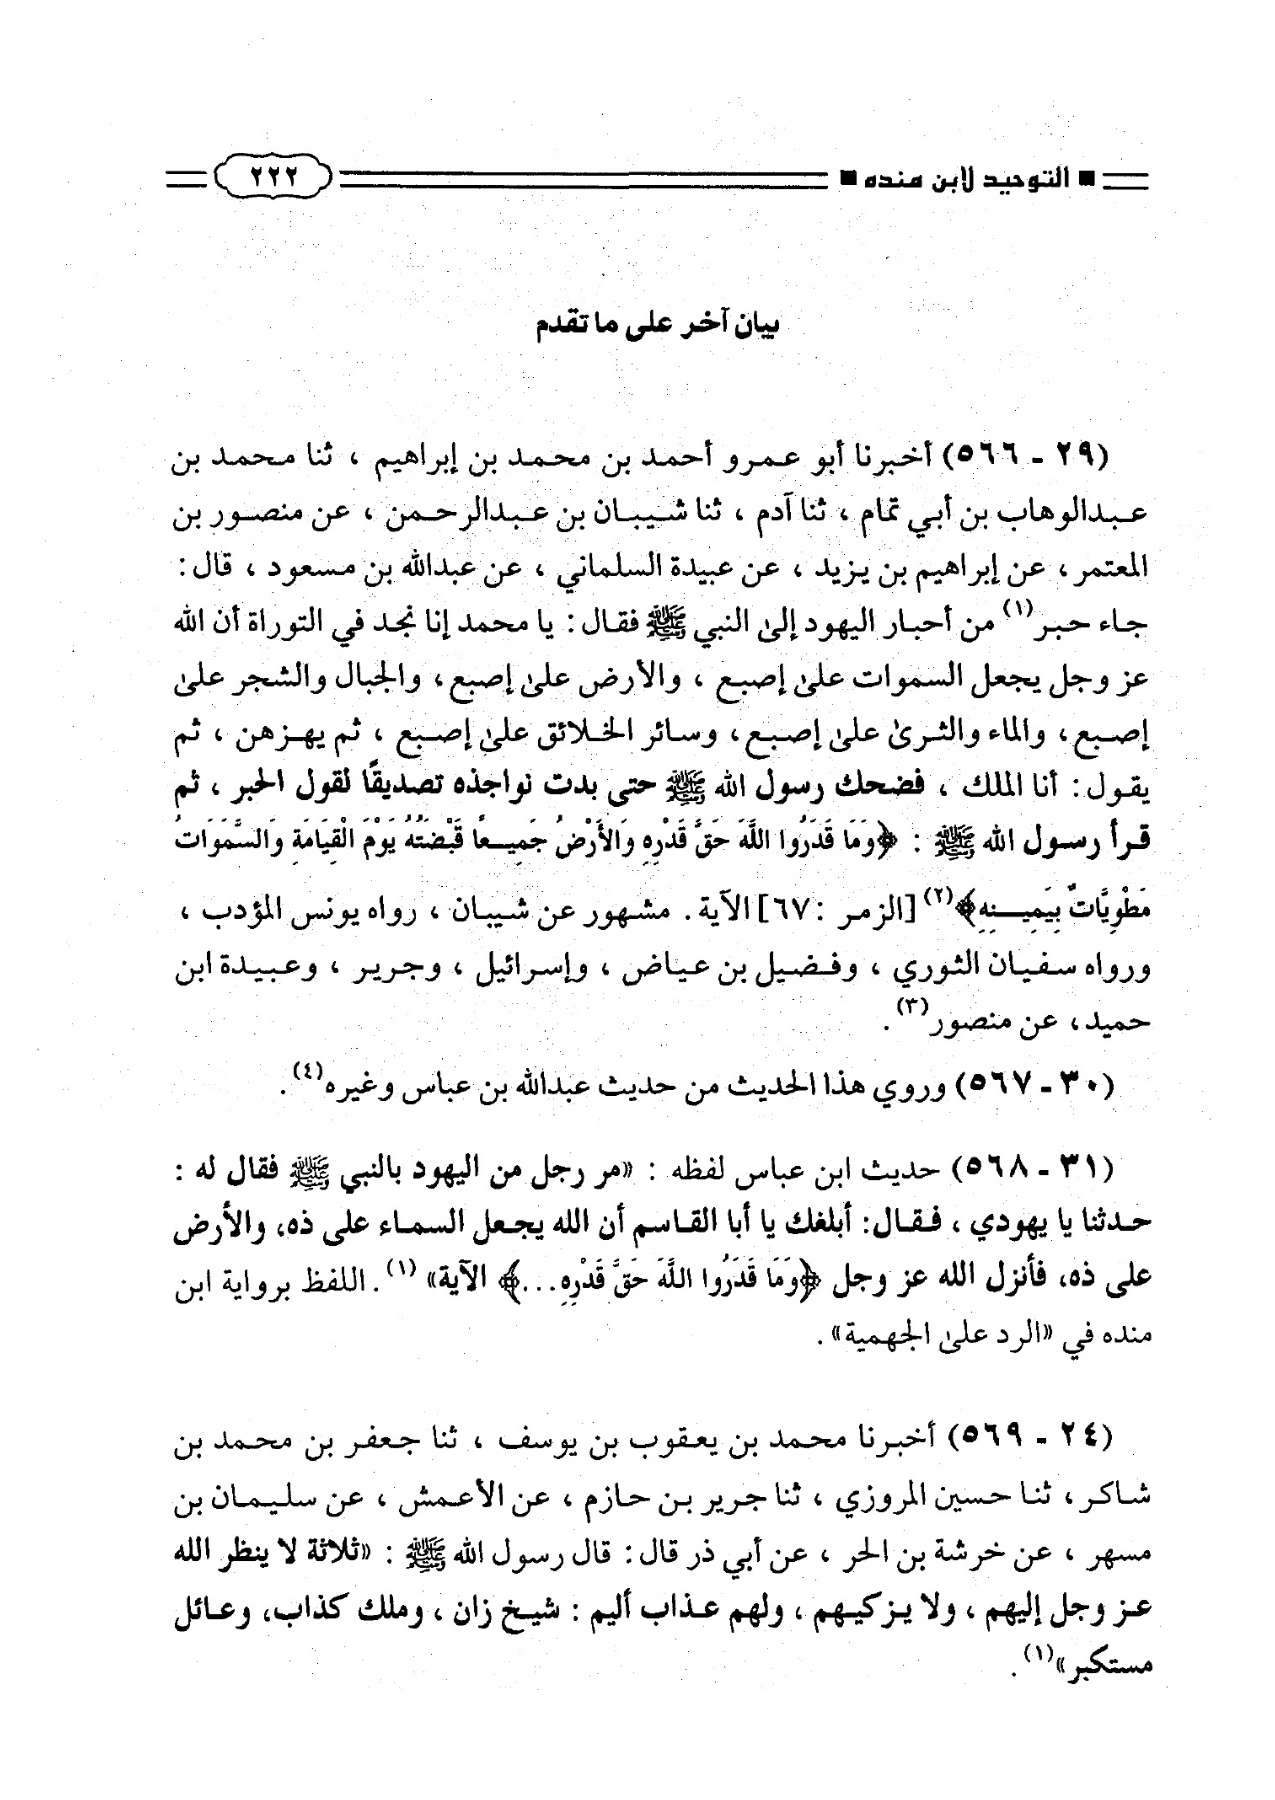 ■ التوحيد لابن منده ■ ٢٢٢
بيان آخر على ما تقدم
(٢٩ - ٥٦٦) أخبرنا أبو عمرو أحمد بن محمد بن إبراهيم ، ثنا محمد بن
عبدالوهاب بن أبي تمام ، ثنا آدم ، ثنا شيبان بن عبدالرحمن ، عن منصور بن
المعتمر ، عن إبراهيم بن يزيد ، عن عبيدة السلماني ، عن عبدالله بن مسعود ، قال :
جاء حبر(١) من أحبار اليهود إلى النبي ﷺ فقال : يا محمد إنا نجد في التوراة أن الله
عز وجل يجعل السموات على إصبع ، والأرض على إصبع، والجبال والشجر على
إصبع، والماء والثرى على إصبع، وسائر الخلائق على إصبع ، ثم يهزهن ، ثم
يقول: أنا الملك ، فضحك رسول الله ﷺ حتى بدت نواجذه تصديقًا لقول الحبر ، ثم
قرأ رسول الله ﷺ : ﴿وَمَا قَدَرُوا اللَّهَ حَقَّ قَدْرِهِ وَالأَرْضُ جَمِيعاً قَبْضَتُهُ يَوْمَ الْقِيَامَةِ وَالسَّمَوَاتُ
مَطْوِيَّاتٌ بِيَمِينِهِ﴾(٢) [الزمر :٦٧] الآية. مشهور عن شيبان ، رواه يونس المؤدب ،
ورواه سفيان الثوري ، وفضيل بن عياض ، وإسرائيل ، وجرير ، وعبيدة ابن
حميد، عن منصور(٣).
(٣٠ - ٥٦٧) وروي هذا الحديث من حديث عبدالله بن عباس وغيره(٤).
(٣١ - ٥٦٨) حديث ابن عباس لفظه : «مر رجل من اليهود بالنبي ﷺ فقال له :
حدثنا يا يهودي ، فقال: أبلغك يا أبا القاسم أن الله يجعل السماء على ذه، والأرض
على ذه، فأنزل الله عز وجل ﴿وَمَا قَدَرُوا اللَّهَ حَقَّ قَدْرِهِ...﴾ الآية» (١). اللفظ برواية ابن
منده في «الرد على الجهمية».
(٢٤ - ٥٦٩) أخبرنا محمد بن يعقوب بن يوسف ، ثنا جعفر بن محمد بن
شاكر ، ثنا حسين المروزي ، ثنا جرير بن حازم ، عن الأعمش ، عن سليمان بن
مسهر ، عن خرشة بن الحر ، عن أبي ذر قال: قال رسول الله ﷺ : «ثلاثة لا ينظر الله
عز وجل إليهم ، ولا يزكيهم ، ولهم عذاب أليم : شيخ زان ، وملك كذاب، وعائل
مستكبر»(١).